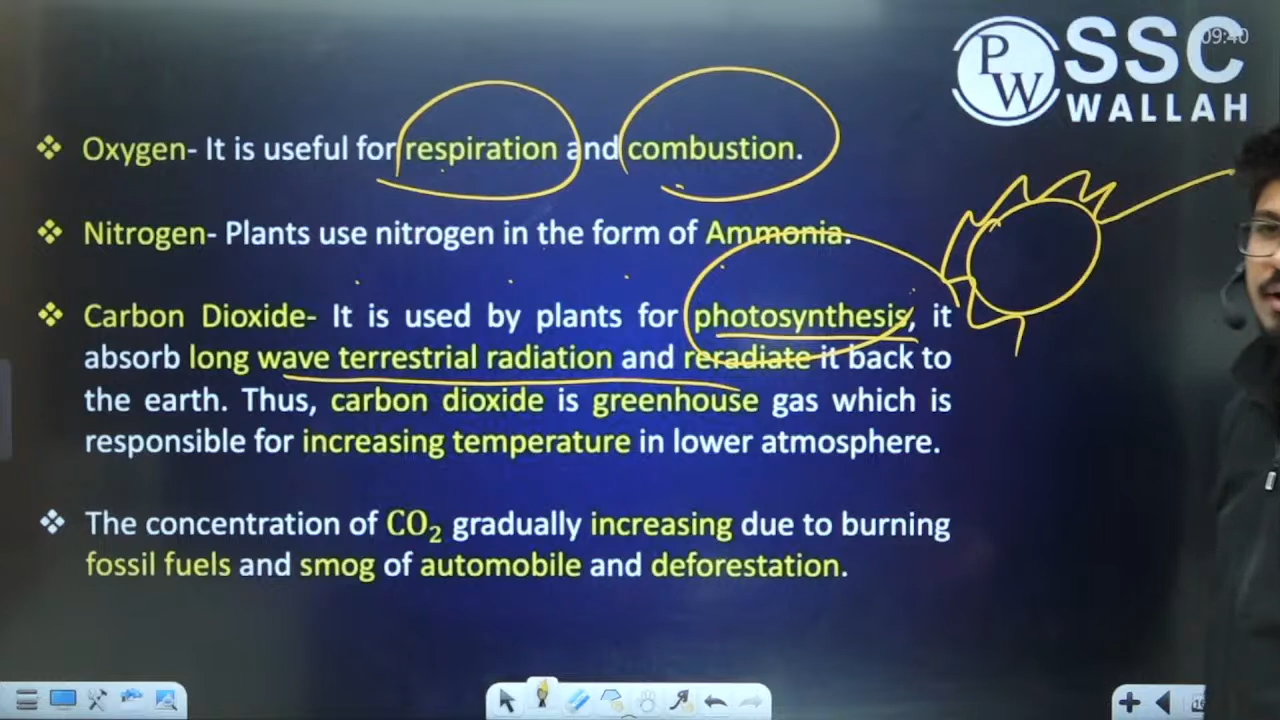 PW
SSC
WALLAH
09:40
❖ Oxygen- It is useful for respiration and combustion.
❖ Nitrogen- Plants use nitrogen in the form of Ammonia.
❖ Carbon Dioxide- It is used by plants for photosynthesis, it
absorb long wave terrestrial radiation and reradiate it back to
the earth. Thus, carbon dioxide is greenhouse gas which is
responsible for increasing temperature in lower atmosphere.
❖ The concentration of CO₂ gradually increasing due to burning
fossil fuels and smog of automobile and deforestation.